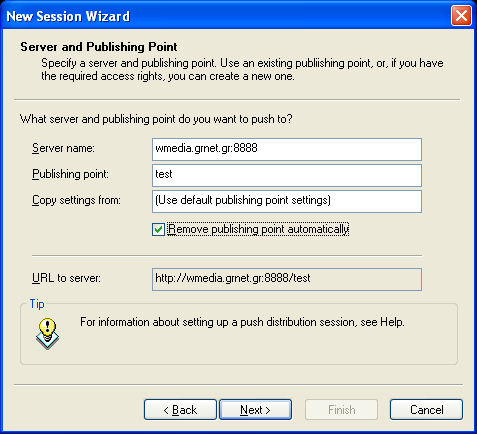 New Session Wizard
Server and Publishing Point
Specify a server and publishing point. Use an existing publishing point, or, if you have
the required access rights, you can create a new one.
What server and publishing point do you want to push to?
Server name: wmedia.grnet.gr:8888
Publishing point: test
Copy settings from: (Use default publishing point settings)
Remove publishing point automatically
URL to server: http://wmedia.grnet.gr:8888/test
Tip
For information about setting up a push distribution session, see Help.
< Back Next > Finish Cancel